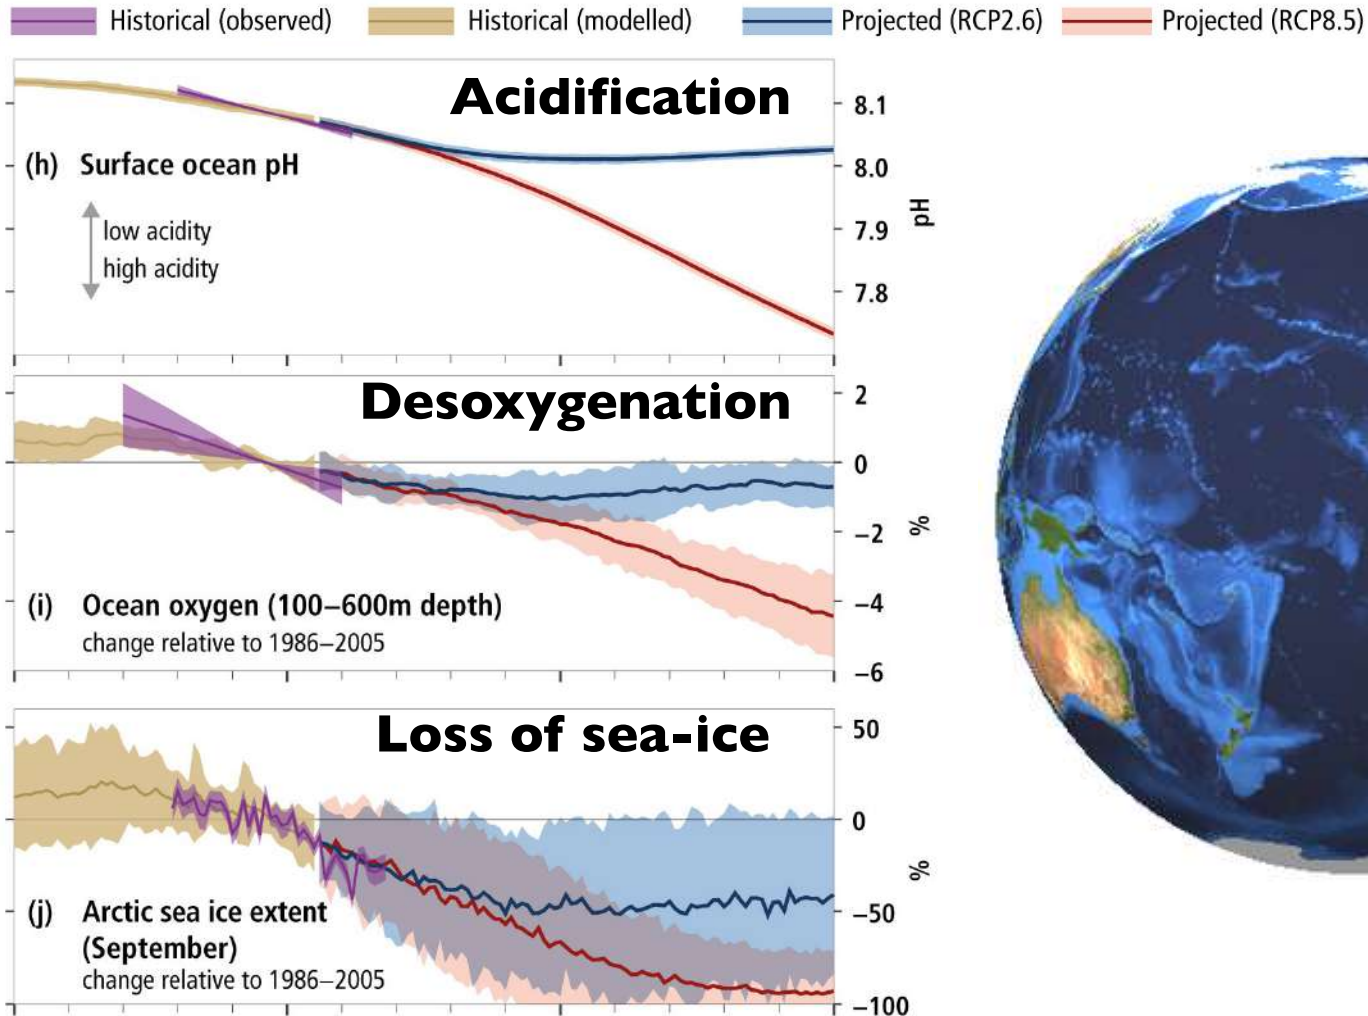 Historical (observed) Historical (modelled) Projected (RCP2.6) Projected (RCP8.5)
Acidification
(h) Surface ocean pH
low acidity
high acidity
8.1
8.0
7.9
7.8
pH
Desoxygenation
(i) Ocean oxygen (100–600m depth)
change relative to 1986–2005
2
0
−2
−4
−6
%
Loss of sea-ice
(j) Arctic sea ice extent
(September)
change relative to 1986–2005
50
0
−50
−100
%